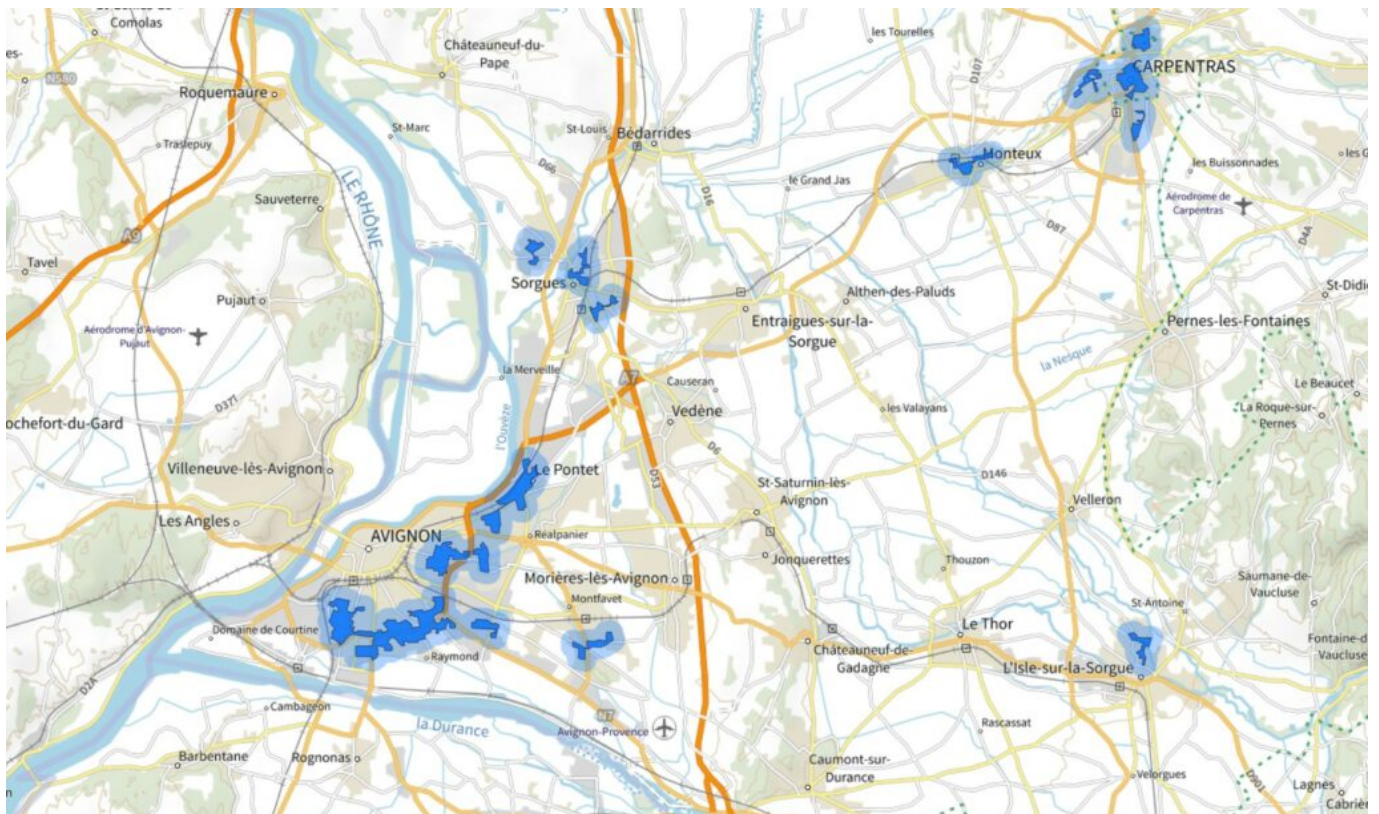 Comolas
Châteauneuf-du-
Pape
les Tourelles
D107
CARPENTRAS
N580
Roquemaure
St-Marc
St-Louis
Bédarrides
Traslepuy
D66
Monteux
les Buissonnades
le Grand Jas
D16
LE RHÔNE
Sauveterre
Aérodrome de
Carpentras
A9
D87
D4A
Tavel
Sorgues
Pujaut
Althen-des-Paluds
St-Didi
Entraigues-sur-la-
Sorgue
Pernes-les-Fontaines
Aérodrome d'Avignon-
Pujaut
la Nesque
la Merveille
A7
Causeran
Le Beaucet
D371
Vedène
les Valayans
La Roque-sur-
Pernes
ochefort-du-Gard
l'Ouvèze
D6
Villeneuve-lès-Avignon
Le Pontet
D53
D146
St-Saturnin-lès-
Avignon
Velleron
Les Angles
AVIGNON
Réalpanier
Jonquerettes
Thouzon
Morières-lès-Avignon
Saumane-de-
Vaucluse
Montfavet
St-Antoine
Domaine de Courtine
Le Thor
Fontaine-d
Vaucluse
Raymond
Châteauneuf-de-
Gadagne
L'Isle-sur-la-Sorgue
D2A
Cambageon
N7
la Durance
Avignon-Provence
Rascassat
Barbentane
Rognonas
Caumont-sur-
Durance
Velorgues
D901
Lagnes
Cabriè